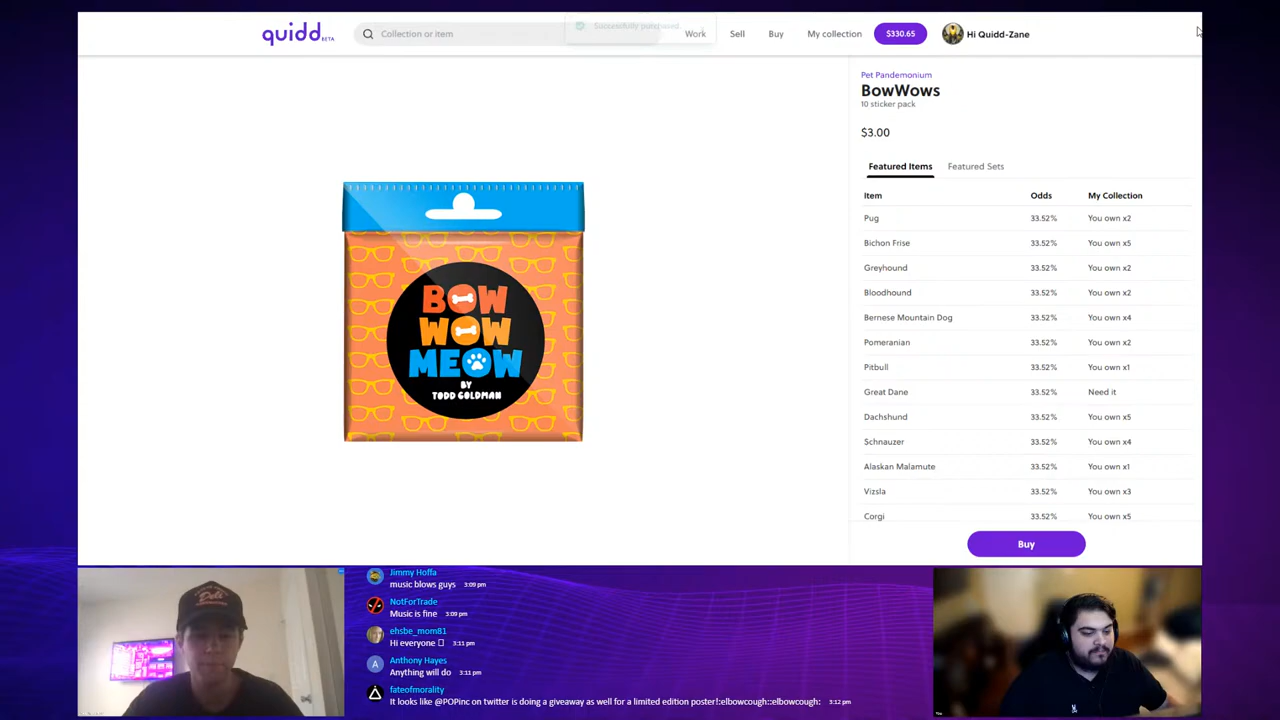 quidd BETA
Collection or item
Successfully purchased.
Work
Sell
Buy
My collection
$330.65
Hi Quidd-Zane
Pet Pandemonium
BowWows
10 sticker pack
$3.00
Featured Items
Featured Sets
Item Odds My Collection
Pug 33.52% You own x2
Bichon Frise 33.52% You own x5
Greyhound 33.52% You own x2
Bloodhound 33.52% You own x2
Bernese Mountain Dog 33.52% You own x4
Pomeranian 33.52% You own x2
Pitbull 33.52% You own x1
Great Dane 33.52% Need it
Dachshund 33.52% You own x5
Schnauzer 33.52% You own x4
Alaskan Malamute 33.52% You own x1
Vizsla 33.52% You own x3
Corgi 33.52% You own x5
Buy
BOW
WOW
MEOW
BY
TODD GOLDMAN
Jimmy Hoffa
music blows guys 3:09 pm
NotForTrade
Music is fine 3:09 pm
ehsbe_mom81
Hi everyone 3:11 pm
A
Anthony Hayes
Anything will do 3:11 pm
fateofmorality
It looks like @POPinc on twitter is doing a giveaway as well for a limited edition poster!:elbowcough::elbowcough: 3:12 pm